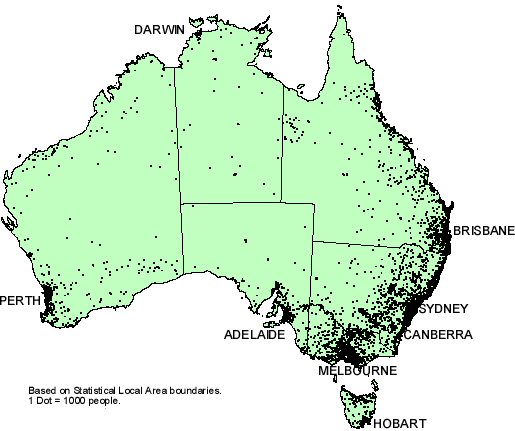 DARWIN
BRISBANE
PERTH
SYDNEY
ADELAIDE
CANBERRA
MELBOURNE
Based on Statistical Local Area boundaries.
1 Dot = 1000 people.
HOBART